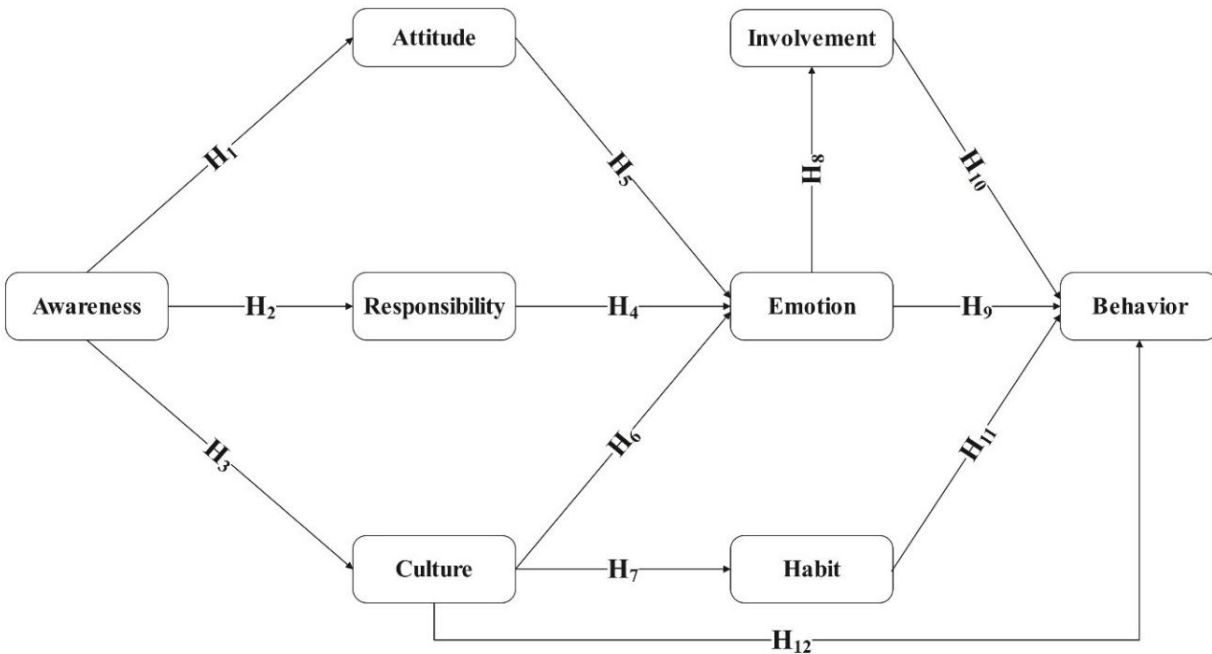 Attitude
Involvement
H₁
H₅
H₈
H₁₀
Awareness
H₂
Responsibility
H₄
Emotion
H₉
Behavior
H₃
H₆
H₁₁
Culture
H₇
Habit
H₁₂